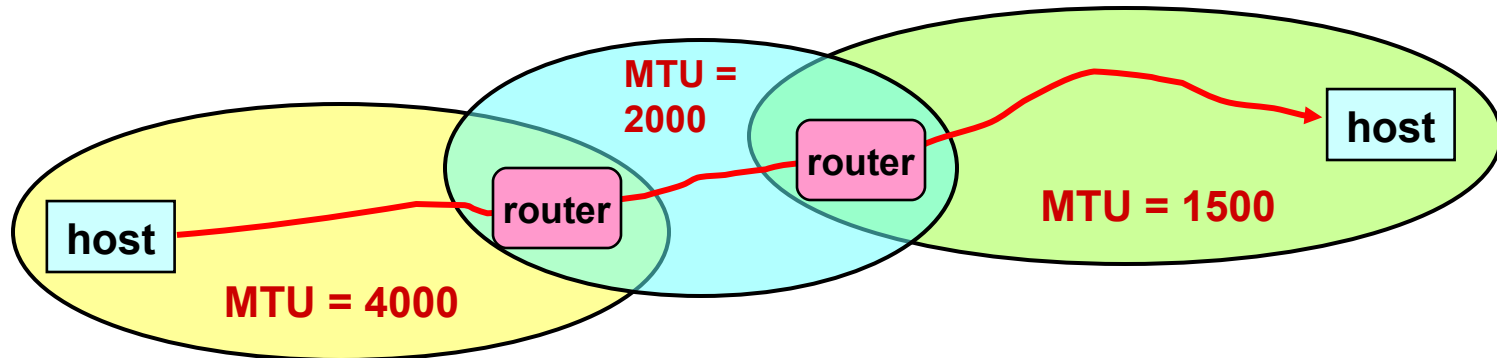 host
MTU = 4000
router
MTU =
2000
router
MTU = 1500
host